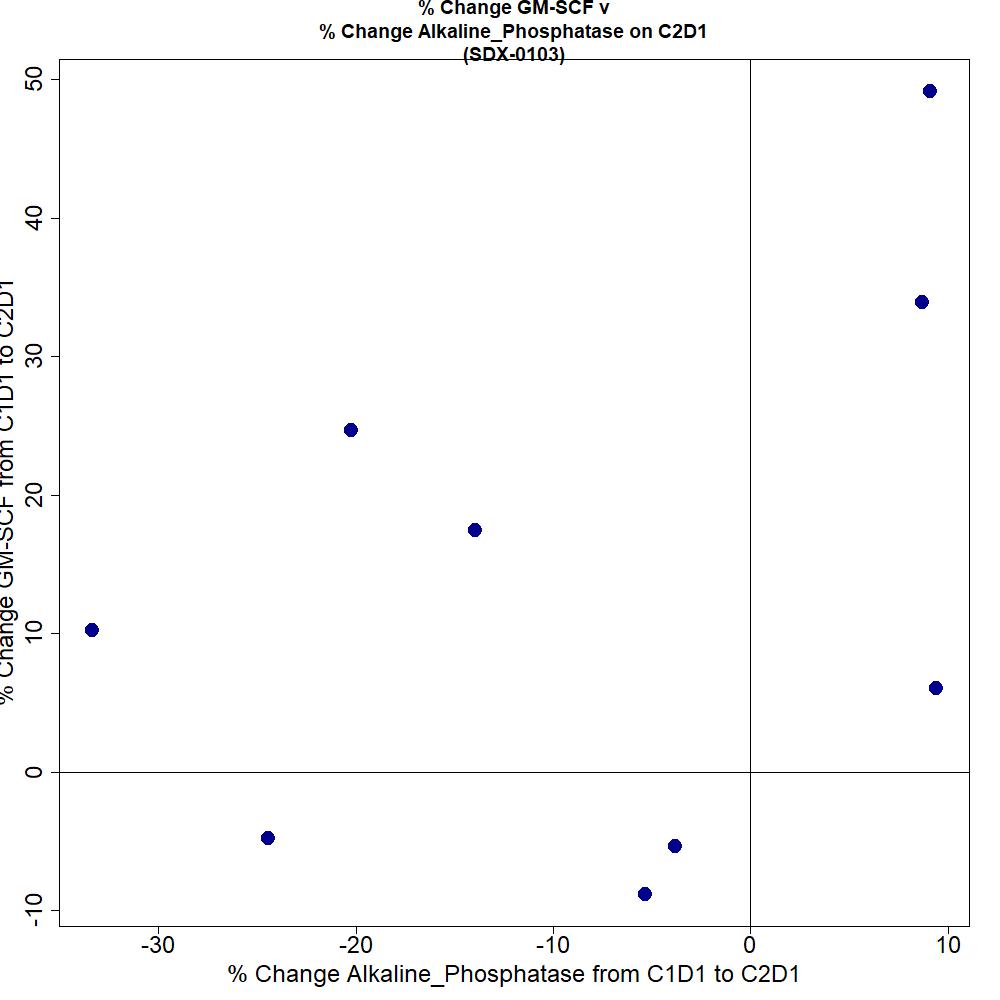 % Change GM-SCF v
% Change Alkaline_Phosphatase on C2D1
(SDX-0103)
% Change GM-SCF from C1D1 to C2D1
50
40
30
20
10
0
-10
-30
-20
-10
0
10
% Change Alkaline_Phosphatase from C1D1 to C2D1